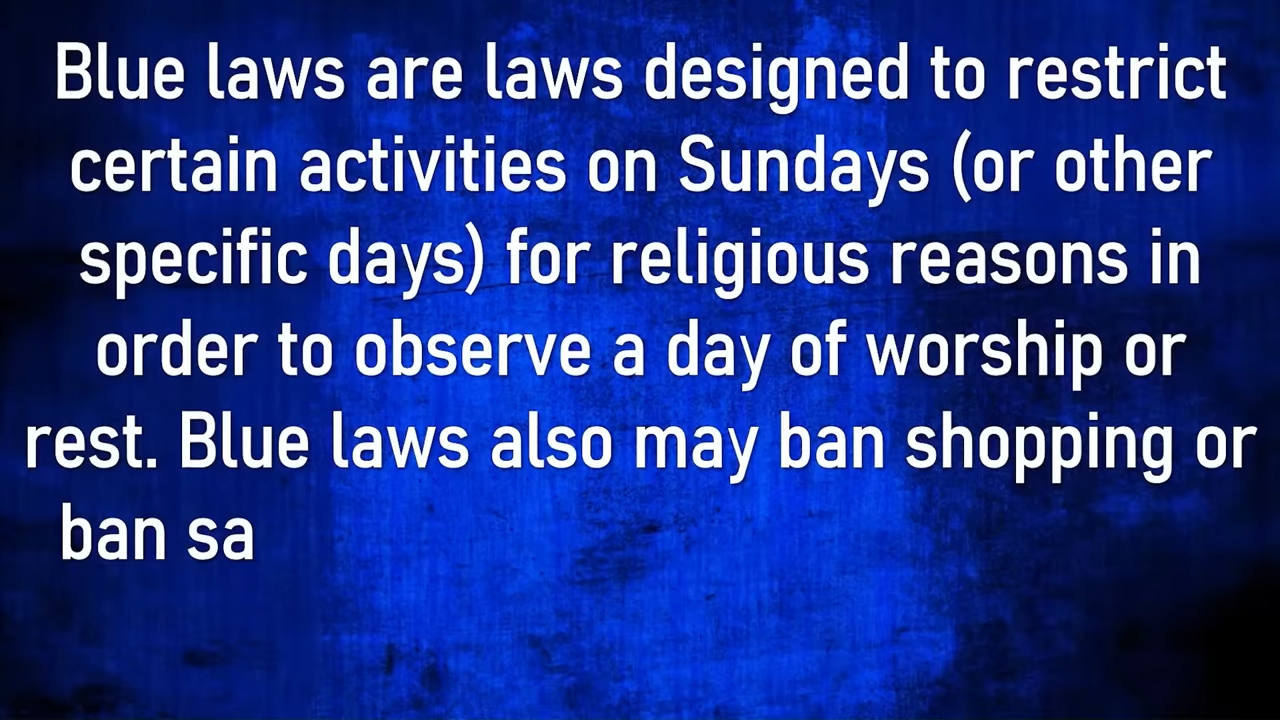 Blue laws are laws designed to restrict
certain activities on Sundays (or other
specific days) for religious reasons in
order to observe a day of worship or
rest. Blue laws also may ban shopping or
ban sa